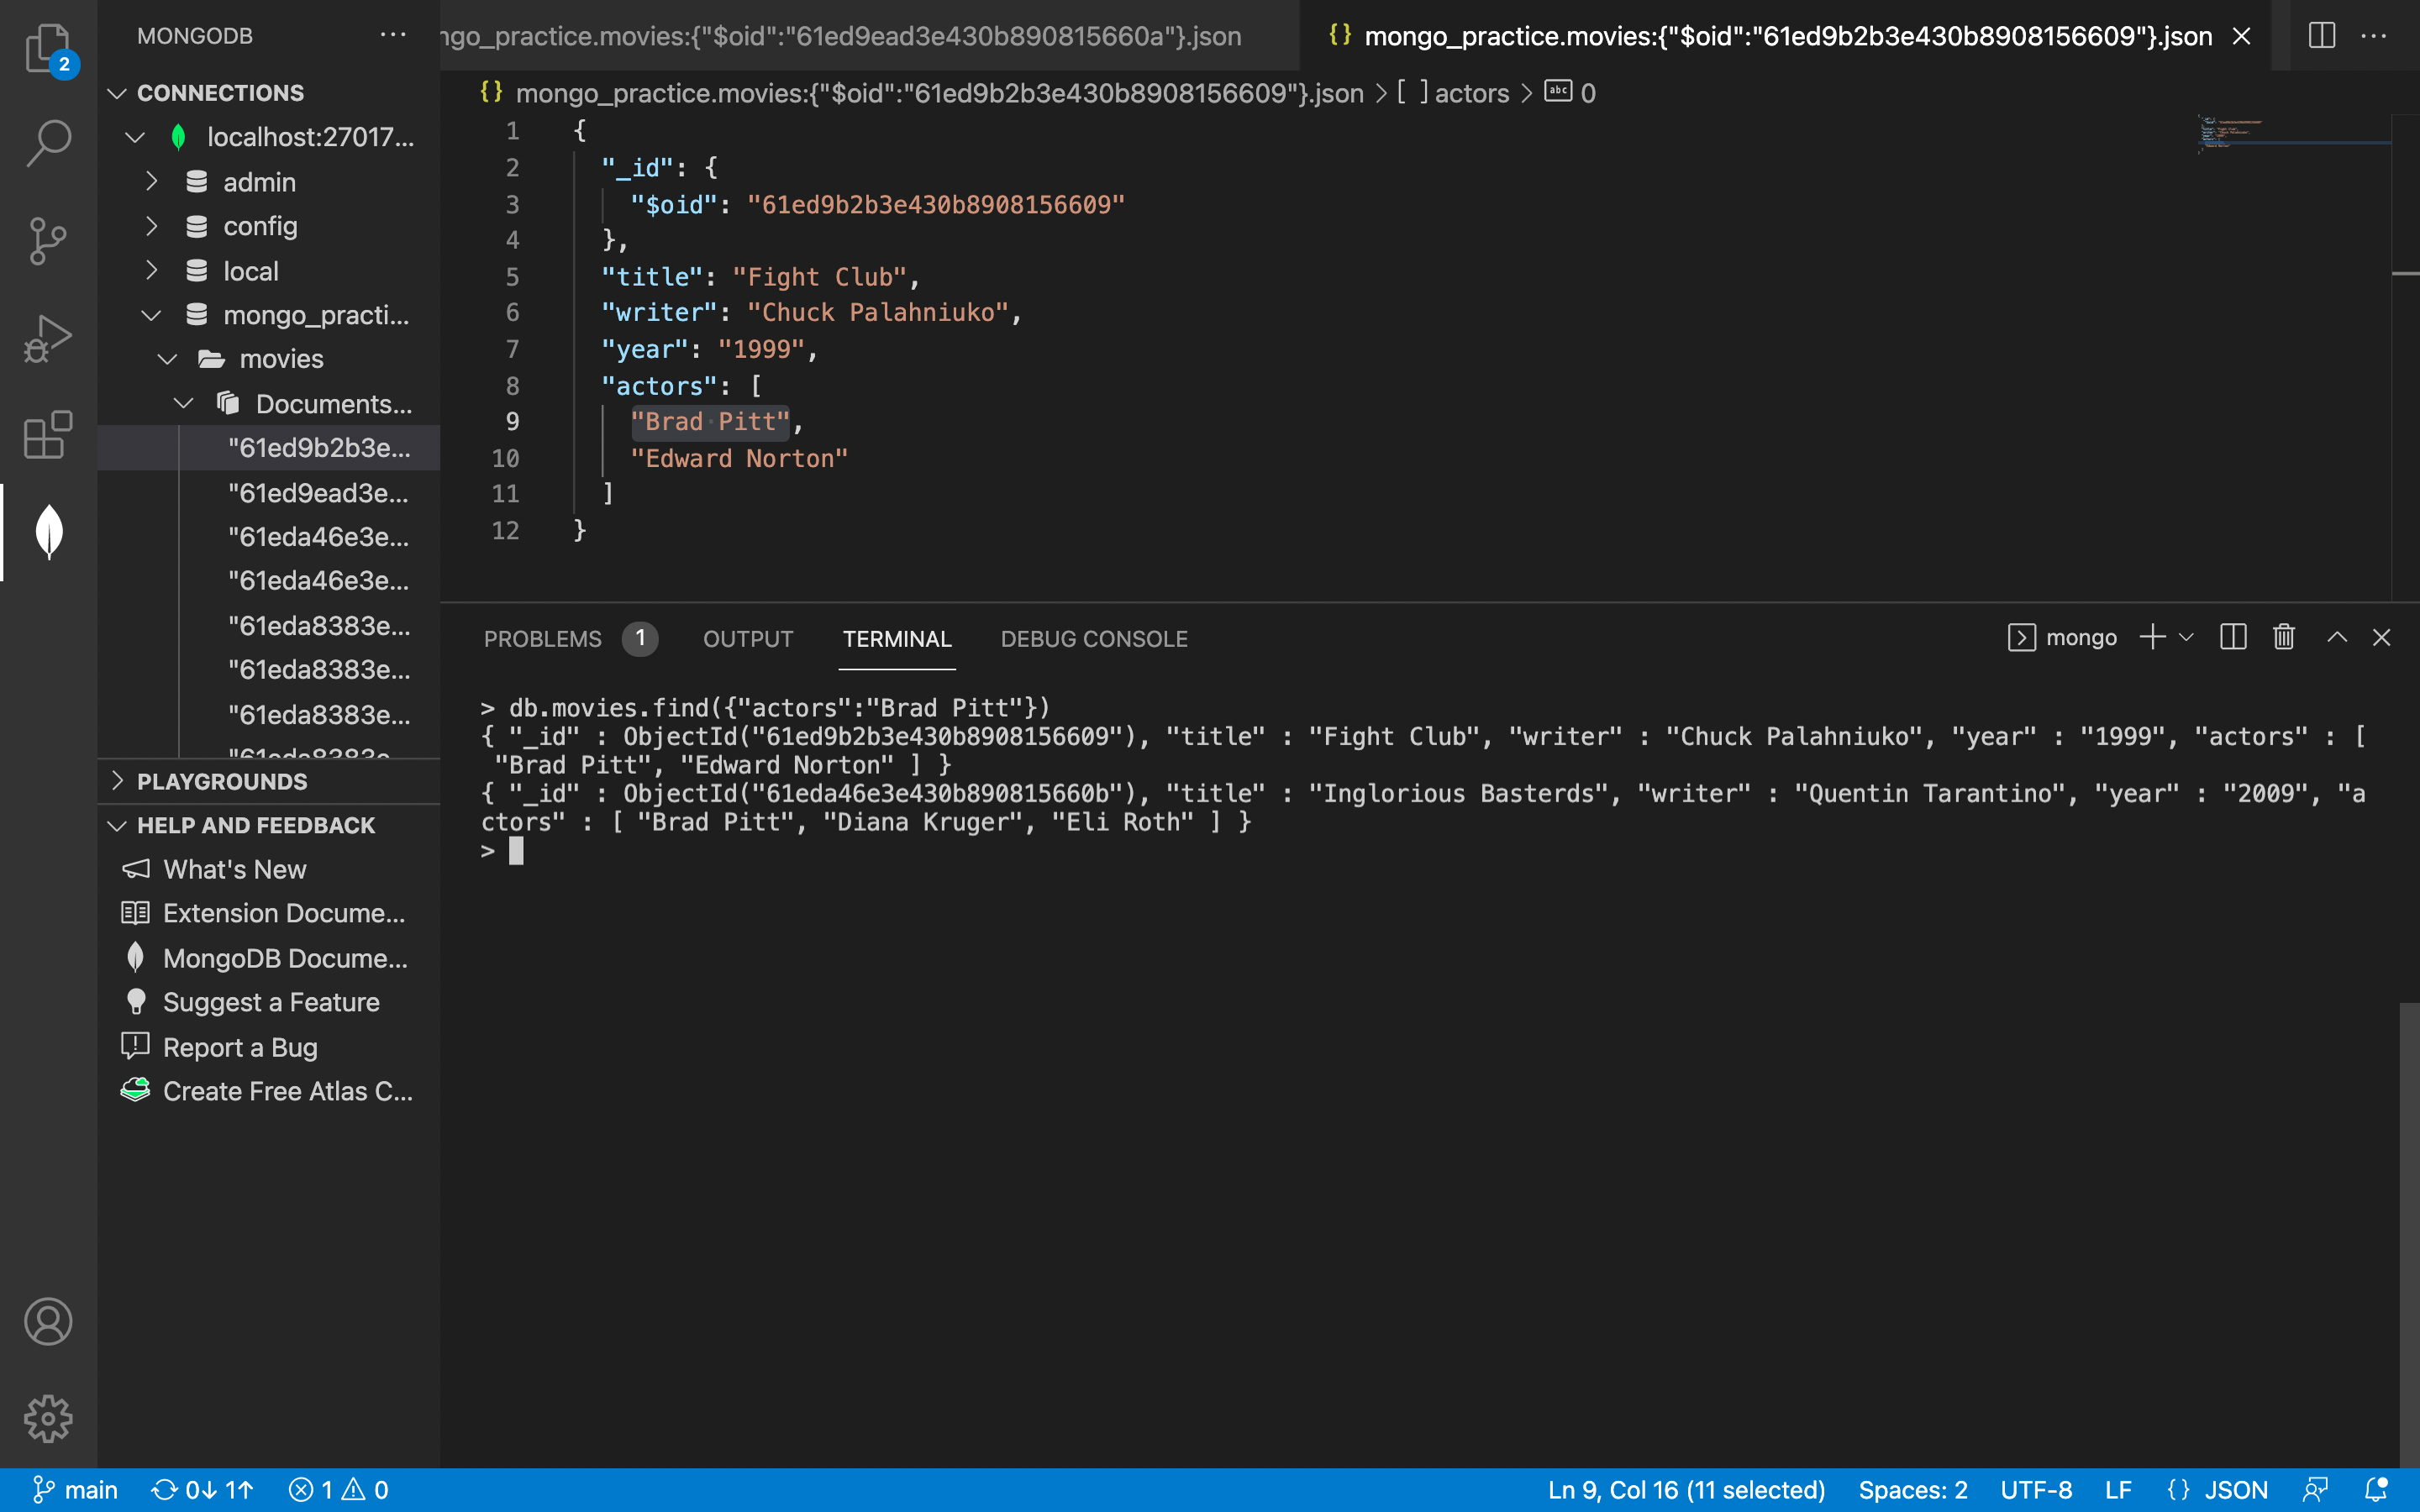 MONGODB
CONNECTIONS
localhost:27017...
admin
config
local
mongo_practi...
movies
Documents...
"61ed9b2b3e...
"61ed9ead3e...
"61eda46e3e...
"61eda46e3e...
"61eda8383e...
"61eda8383e...
"61eda8383e...
"61eda8383e
PLAYGROUNDS
HELP AND FEEDBACK
What's New
Extension Docume...
MongoDB Docume...
Suggest a Feature
Report a Bug
Create Free Atlas C...
2
ngo_practice.movies:{"$oid":"61ed9ead3e430b890815660a"}.json
{} mongo_practice.movies:{"$oid":"61ed9b2b3e430b8908156609"}.json
{} mongo_practice.movies:{"$oid":"61ed9b2b3e430b8908156609"}.json > [ ] actors > abc 0
1 {
2 "_id": {
3 "$oid": "61ed9b2b3e430b8908156609"
4 },
5 "title": "Fight Club",
6 "writer": "Chuck Palahniuko",
7 "year": "1999",
8 "actors": [
9 "Brad Pitt",
10 "Edward Norton"
11 ]
12 }
PROBLEMS 1 OUTPUT TERMINAL DEBUG CONSOLE mongo
> db.movies.find({"actors":"Brad Pitt"})
{ "_id" : ObjectId("61ed9b2b3e430b8908156609"), "title" : "Fight Club", "writer" : "Chuck Palahniuko", "year" : "1999", "actors" : [
"Brad Pitt", "Edward Norton" ] }
{ "_id" : ObjectId("61eda46e3e430b890815660b"), "title" : "Inglorious Basterds", "writer" : "Quentin Tarantino", "year" : "2009", "a
ctors" : [ "Brad Pitt", "Diana Kruger", "Eli Roth" ] }
>
main 0↓ 1↑ 1 0 Ln 9, Col 16 (11 selected) Spaces: 2 UTF-8 LF {} JSON